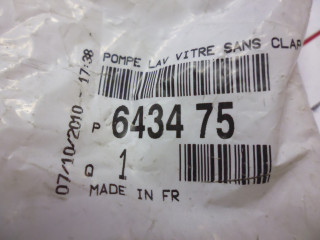 POMPE LAV VITRE SANS CLAP
P 6434 75
Q 1
MADE IN FR
07/10/2010 - 17:38